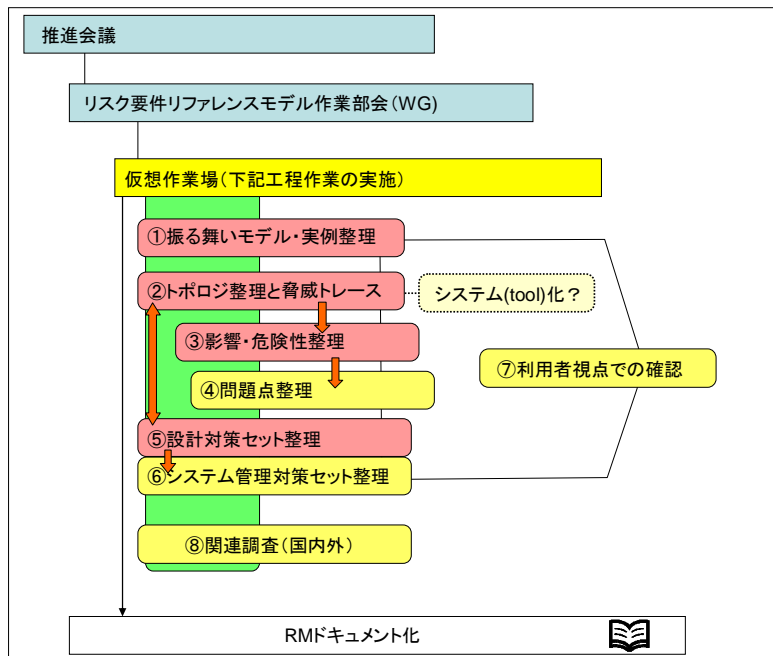 推進会議
リスク要件リファレンスモデル作業部会(WG)
仮想作業場(下記工程作業の実施)
①振る舞いモデル・実例整理
②トポロジ整理と脅威トレース
システム(tool)化？
③影響・危険性整理
⑦利用者視点での確認
④問題点整理
⑤設計対策セット整理
⑥システム管理対策セット整理
⑧関連調査(国内外)
RMドキュメント化